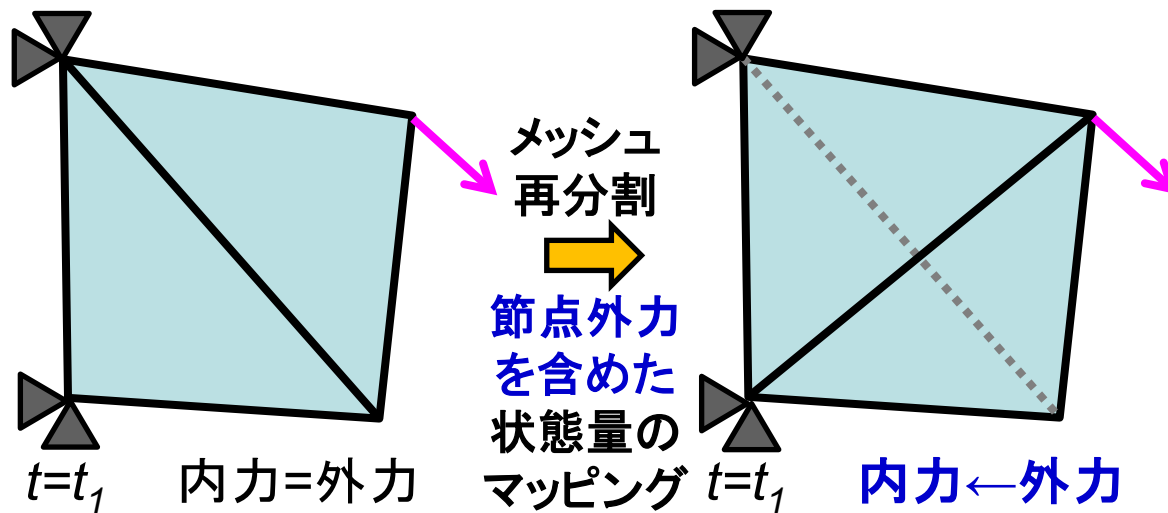 メッシュ
再分割
節点外力
を含めた
状態量の
マッピング
t=t₁
内力=外力
t=t₁
内力←外力